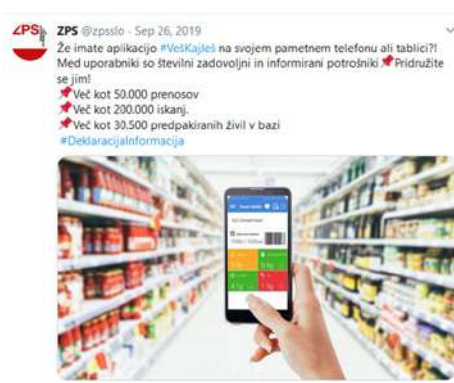 ZPS
ZPS @zpsslo · Sep 26, 2019
Že imate aplikacijo #VešKajJeš na svojem pametnem telefonu ali tablici?!
Med uporabniki so številni zadovoljni in informirani potrošniki📌Pridružite
se jim!
📌Več kot 50.000 prenosov
📌Več kot 200.000 iskanj.
📌Več kot 30.500 predpakiranih živil v bazi
#DeklaracijaInformacija